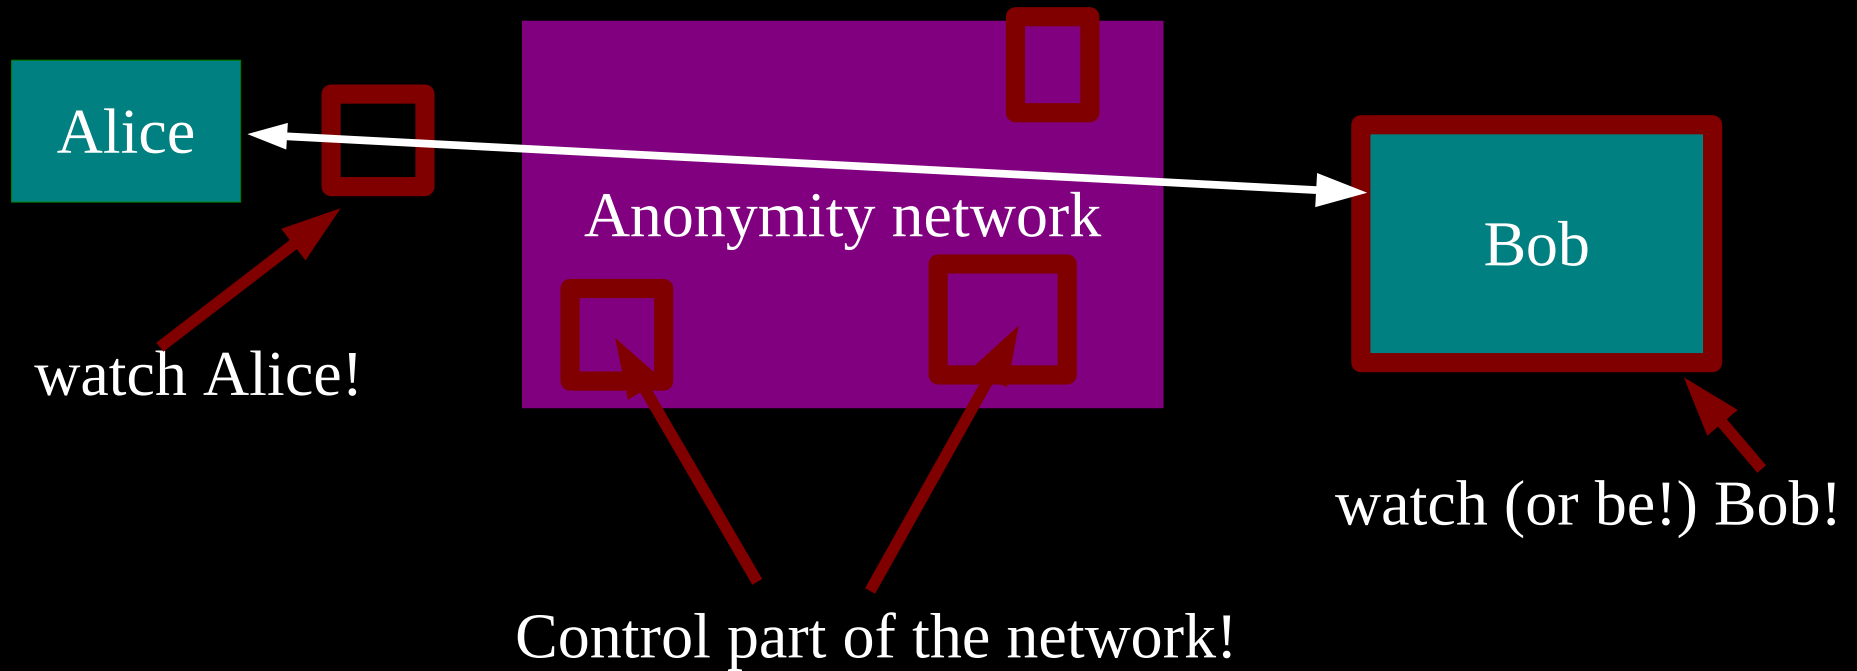 Alice
Anonymity network
Bob
watch Alice!
watch (or be!) Bob!
Control part of the network!